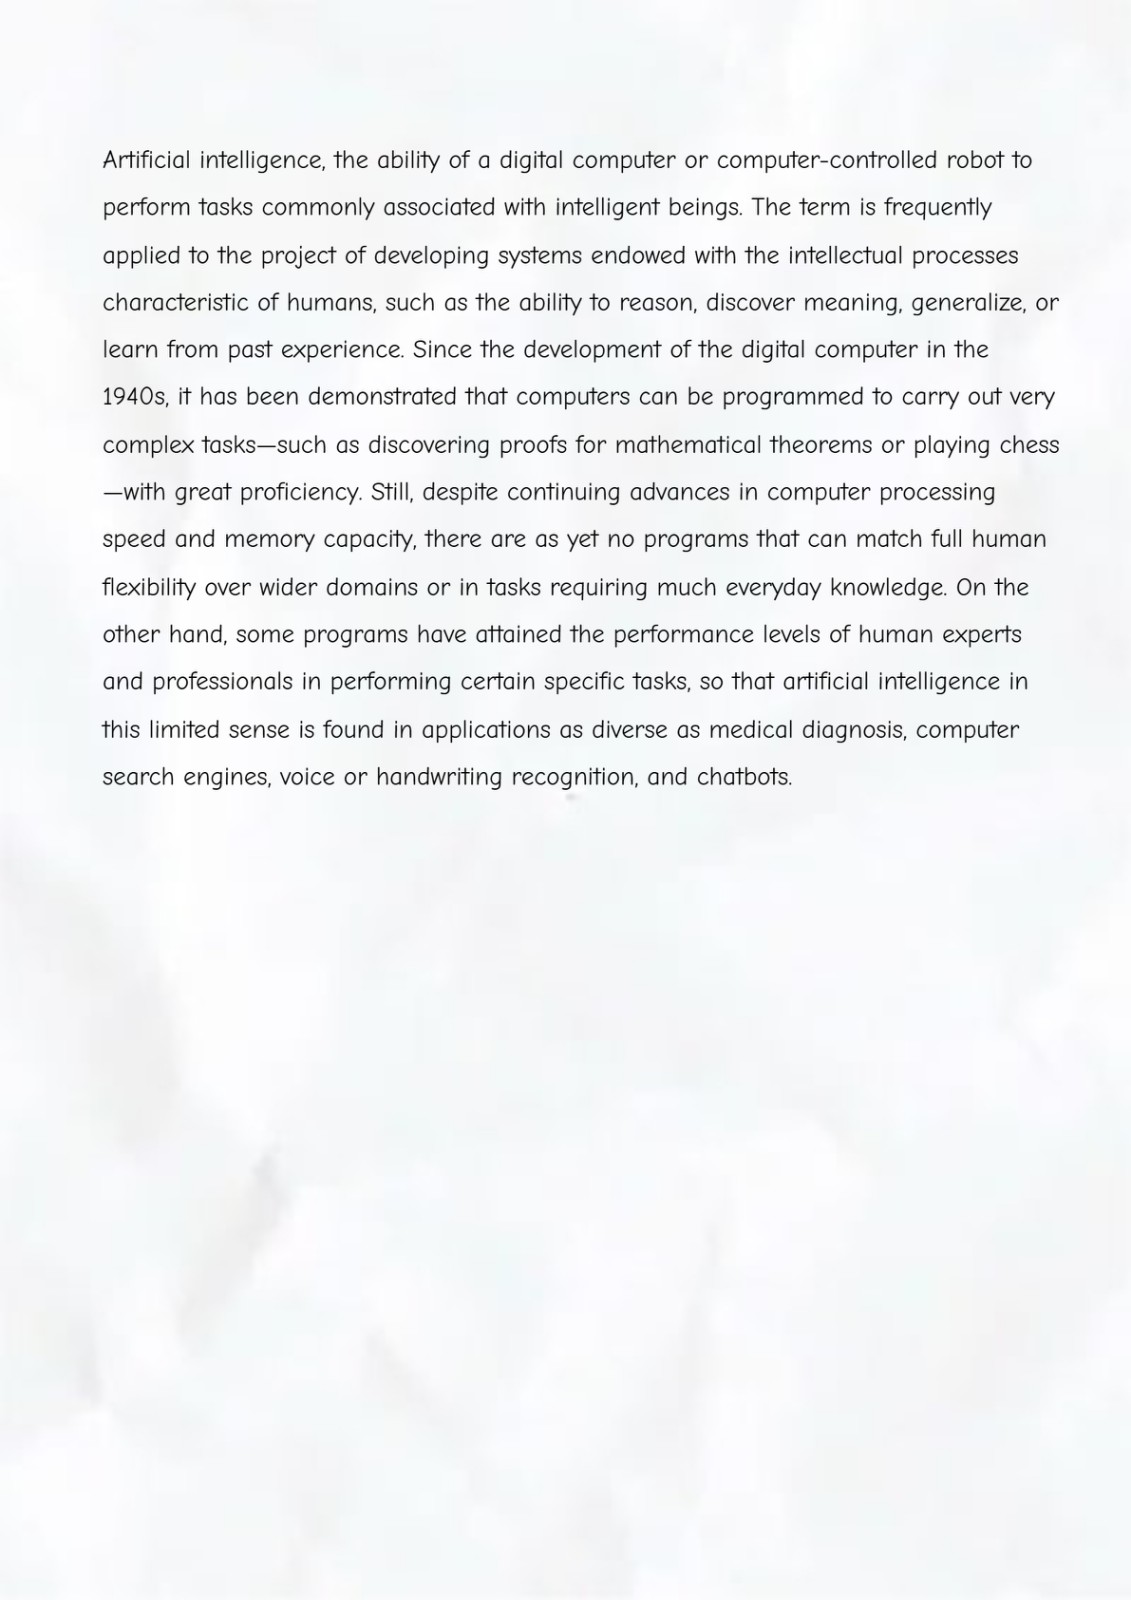 Artificial intelligence, the ability of a digital computer or computer-controlled robot to
perform tasks commonly associated with intelligent beings. The term is frequently
applied to the project of developing systems endowed with the intellectual processes
characteristic of humans, such as the ability to reason, discover meaning, generalize, or
learn from past experience. Since the development of the digital computer in the
1940s, it has been demonstrated that computers can be programmed to carry out very
complex tasks—such as discovering proofs for mathematical theorems or playing chess
—with great proficiency. Still, despite continuing advances in computer processing
speed and memory capacity, there are as yet no programs that can match full human
flexibility over wider domains or in tasks requiring much everyday knowledge. On the
other hand, some programs have attained the performance levels of human experts
and professionals in performing certain specific tasks, so that artificial intelligence in
this limited sense is found in applications as diverse as medical diagnosis, computer
search engines, voice or handwriting recognition, and chatbots.